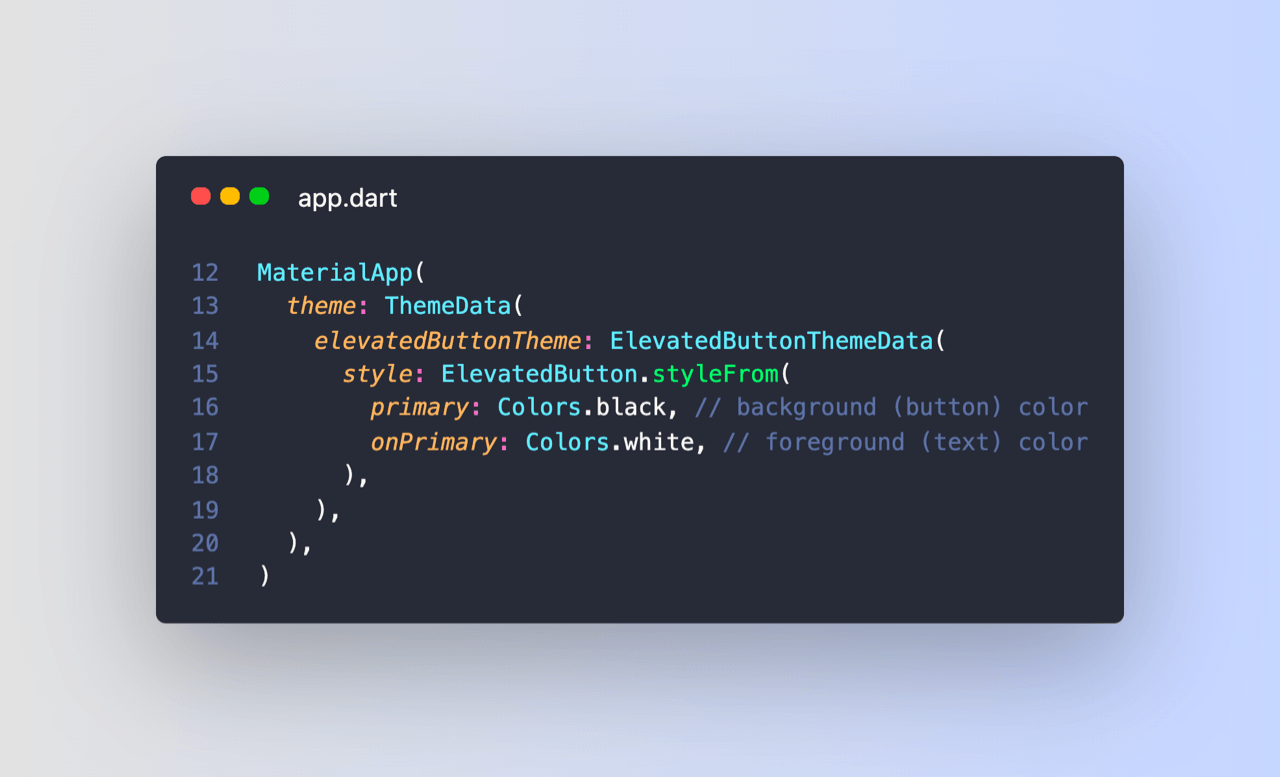 app.dart
12 MaterialApp(
13 theme: ThemeData(
14 elevatedButtonTheme: ElevatedButtonThemeData(
15 style: ElevatedButton.styleFrom(
16 primary: Colors.black, // background (button) color
17 onPrimary: Colors.white, // foreground (text) color
18 ),
19 ),
20 ),
21 )